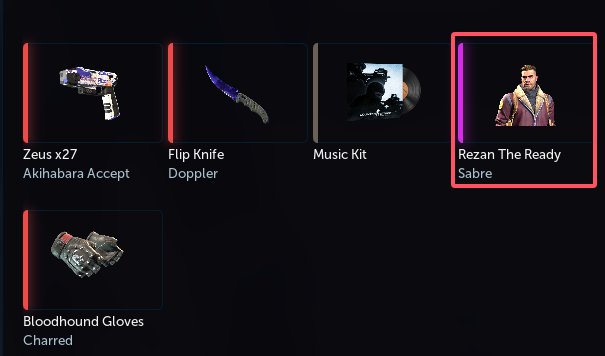 Zeus x27
Akihabara Accept
Flip Knife
Doppler
Music Kit
Rezan The Ready
Sabre
Bloodhound Gloves
Charred